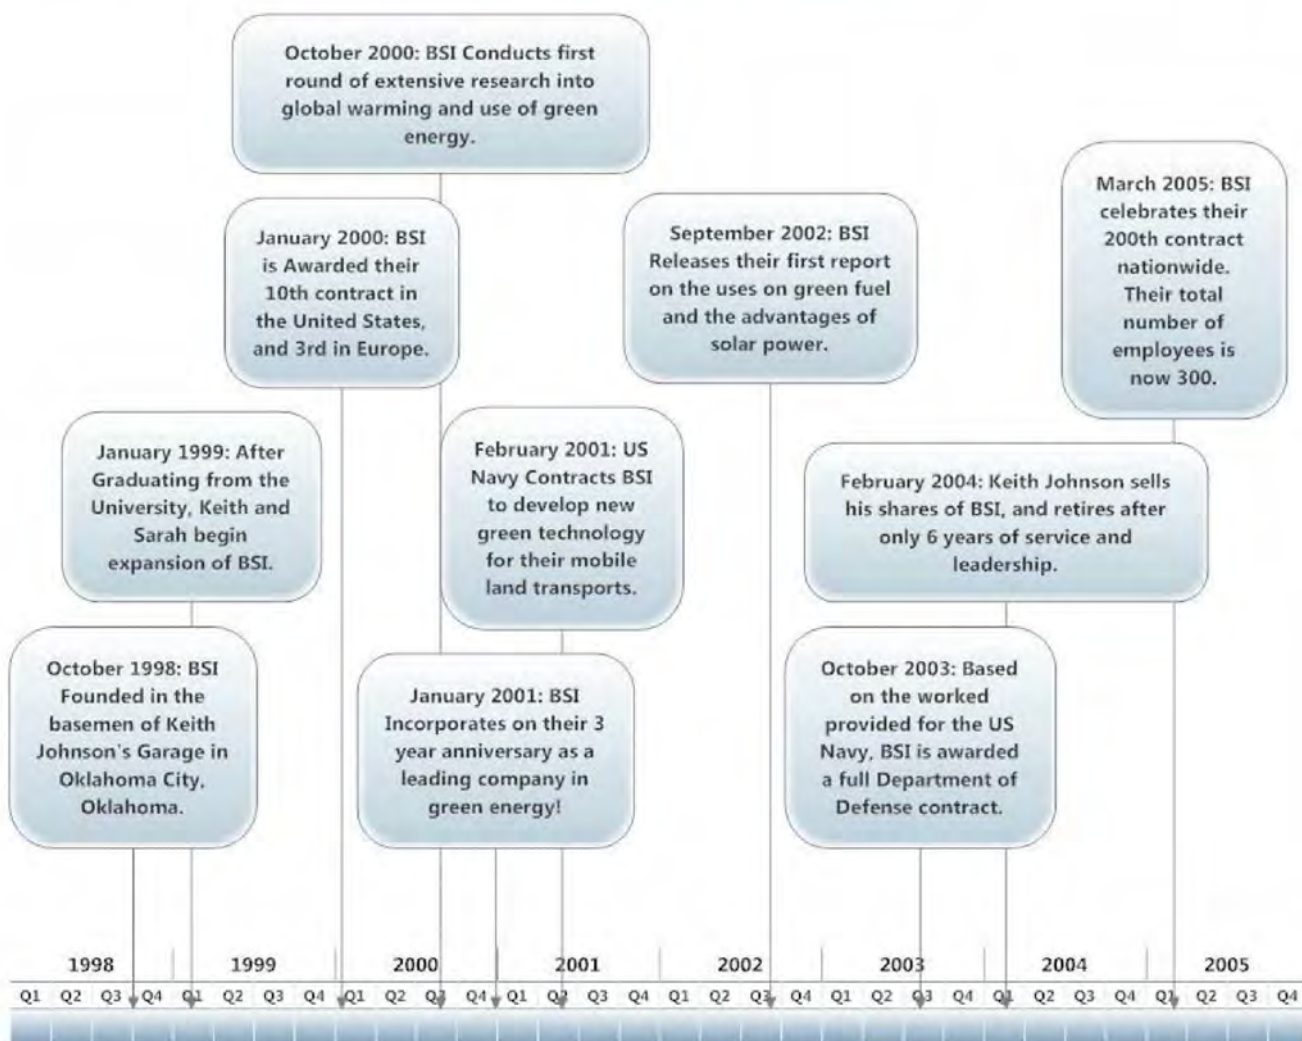 October 2000: BSI Conducts first
round of extensive research into
global warming and use of green
energy.
January 2000: BSI
is Awarded their
10th contract in
the United States,
and 3rd in Europe.
September 2002: BSI
Releases their first report
on the uses on green fuel
and the advantages of
solar power.
March 2005: BSI
celebrates their
200th contract
nationwide.
Their total
number of
employees is
now 300.
January 1999: After
Graduating from the
University, Keith and
Sarah begin
expansion of BSI.
February 2001: US
Navy Contracts BSI
to develop new
green technology
for their mobile
land transports.
February 2004: Keith Johnson sells
his shares of BSI, and retires after
only 6 years of service and
leadership.
October 1998: BSI
Founded in the
basemen of Keith
Johnson's Garage in
Oklahoma City,
Oklahoma.
January 2001: BSI
Incorporates on their 3
year anniversary as a
leading company in
green energy!
October 2003: Based
on the worked
provided for the US
Navy, BSI is awarded
a full Department of
Defense contract.
1998 1999 2000 2001 2002 2003 2004 2005
Q1 Q2 Q3 Q4 Q1 Q2 Q3 Q4 Q1 Q2 Q3 Q4 Q1 Q2 Q3 Q4 Q1 Q2 Q3 Q4 Q1 Q2 Q3 Q4 Q1 Q2 Q3 Q4 Q1 Q2 Q3 Q4